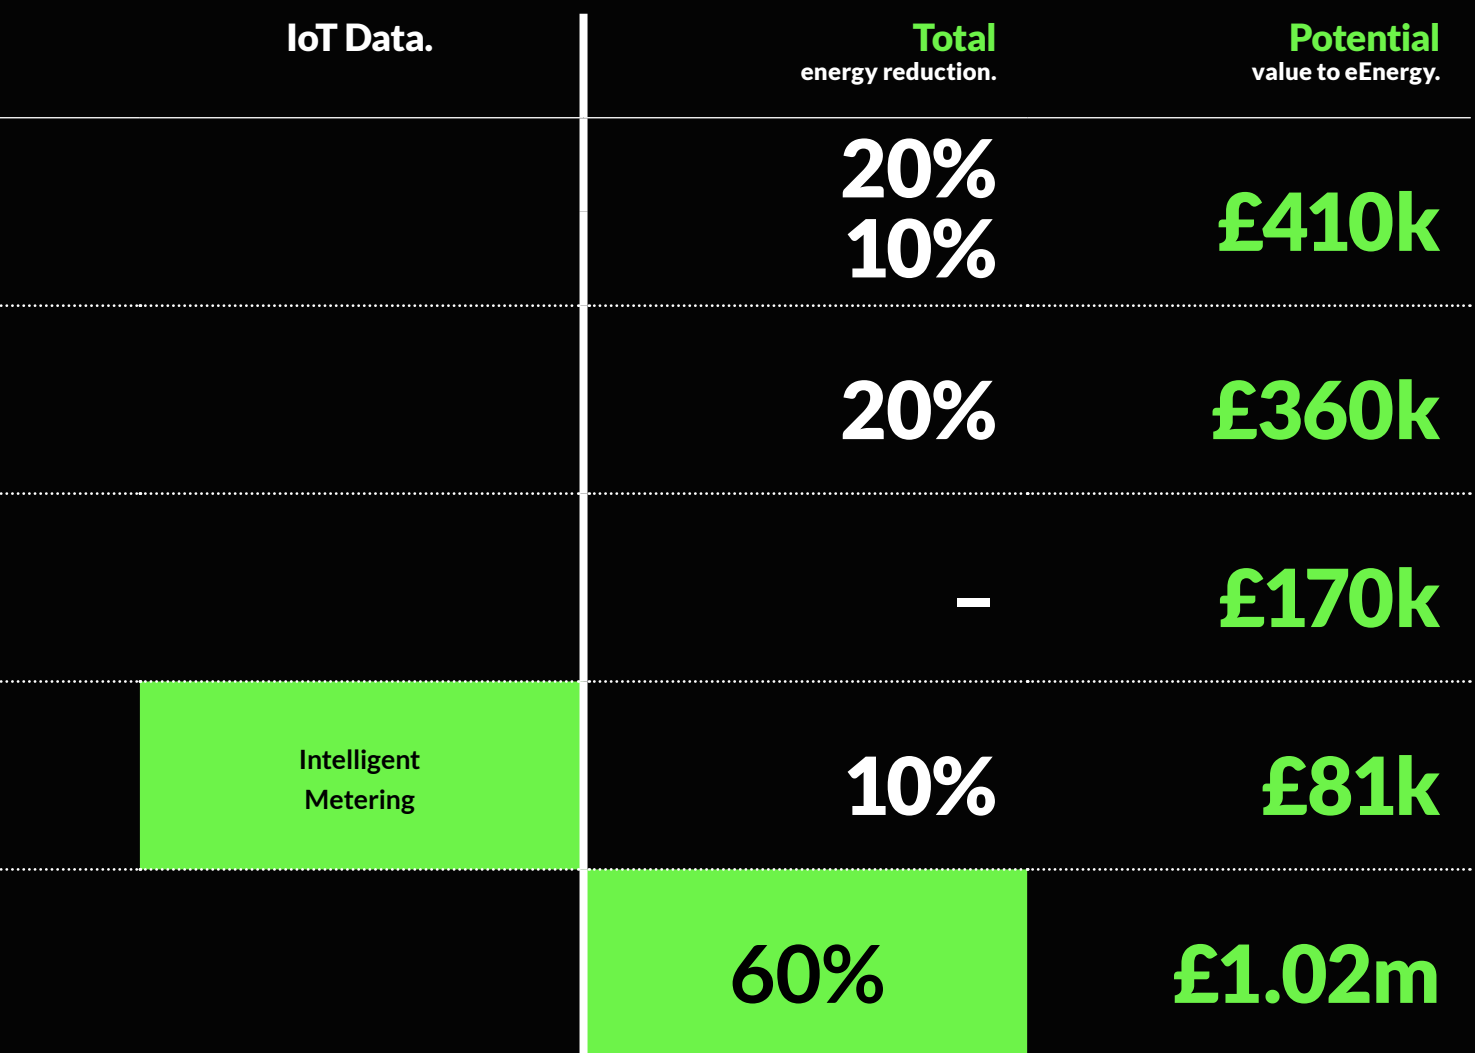 IoT Data.
Total
energy reduction.
Potential
value to eEnergy.
20%
10%
£410k
20%
£360k
–
£170k
Intelligent
Metering
10%
£81k
60%
£1.02m